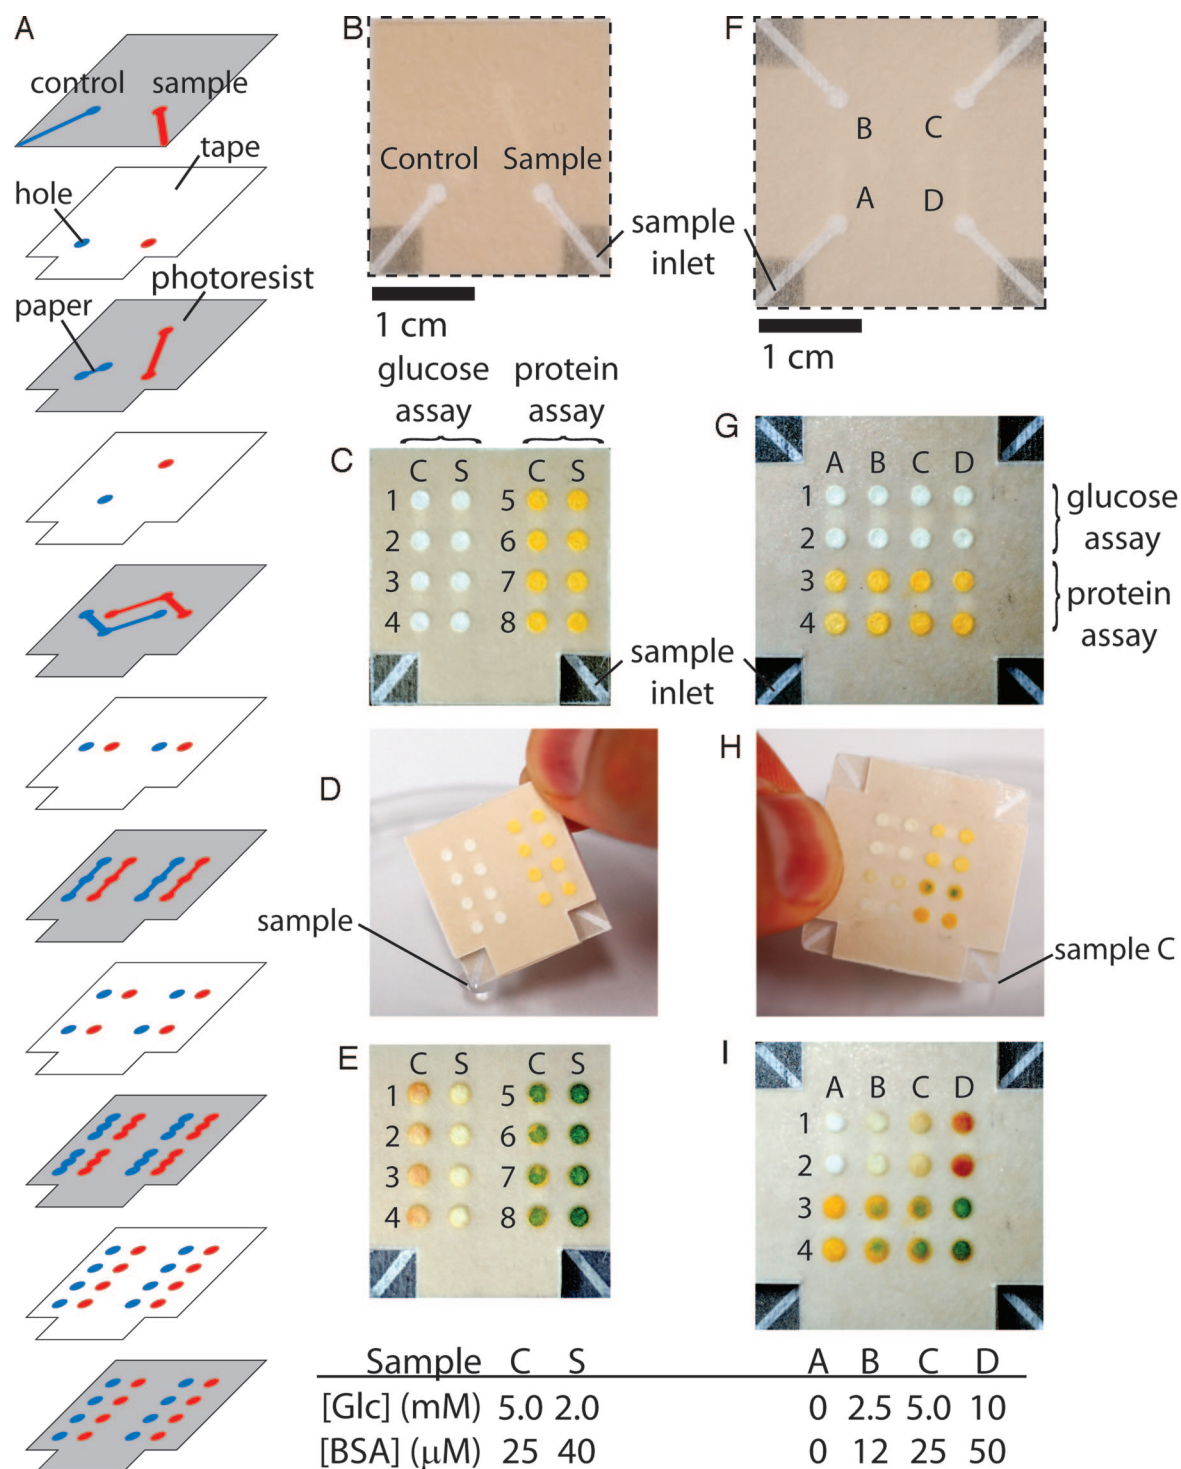 A
control
sample
tape
hole
photoresist
paper
B
Control
Sample
sample
inlet
1 cm
F
B
C
A
D
1 cm
glucose
assay
protein
assay
C
C S C S
1 5
2 6
3 7
4 8
sample
inlet
G
A B C D
1
2
3
4
glucose
assay
protein
assay
D
sample
H
sample C
E
C S C S
1 5
2 6
3 7
4 8
I
A B C D
1
2
3
4
Sample C S A B C D
[Glc] (mM) 5.0 2.0 0 2.5 5.0 10
[BSA] (μM) 25 40 0 12 25 50